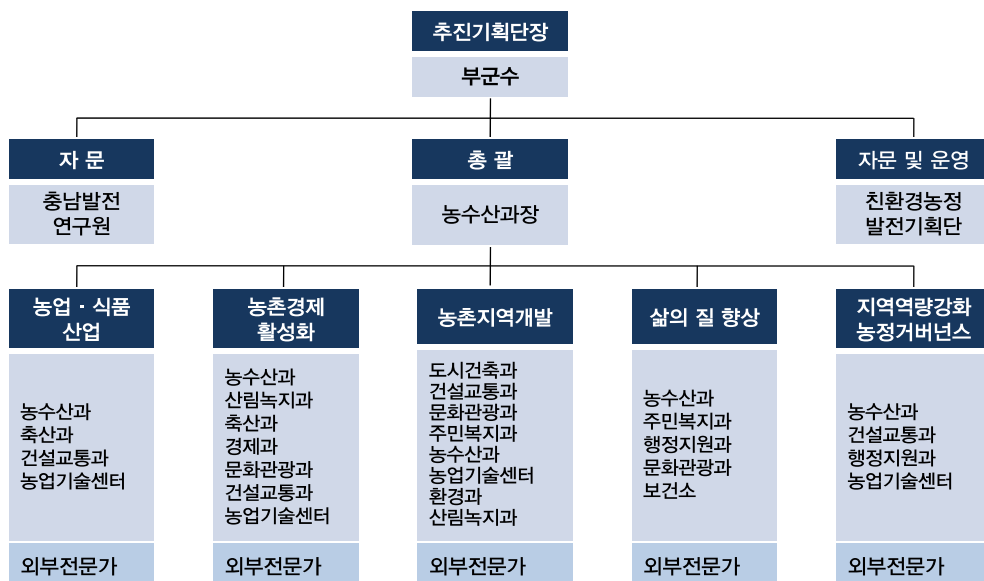 추진기획단장
부군수
자 문
충남발전
연구원
총 괄
농수산과장
자문 및 운영
친환경농정
발전기획단
농업 · 식품
산업
농수산과
축산과
건설교통과
농업기술센터
외부전문가
농촌경제
활성화
농수산과
산림녹지과
축산과
경제과
문화관광과
건설교통과
농업기술센터
외부전문가
농촌지역개발
도시건축과
건설교통과
문화관광과
주민복지과
농수산과
농업기술센터
환경과
산림녹지과
외부전문가
삶의 질 향상
농수산과
주민복지과
행정지원과
문화관광과
보건소
외부전문가
지역역량강화
농정거버넌스
농수산과
건설교통과
행정지원과
농업기술센터
외부전문가